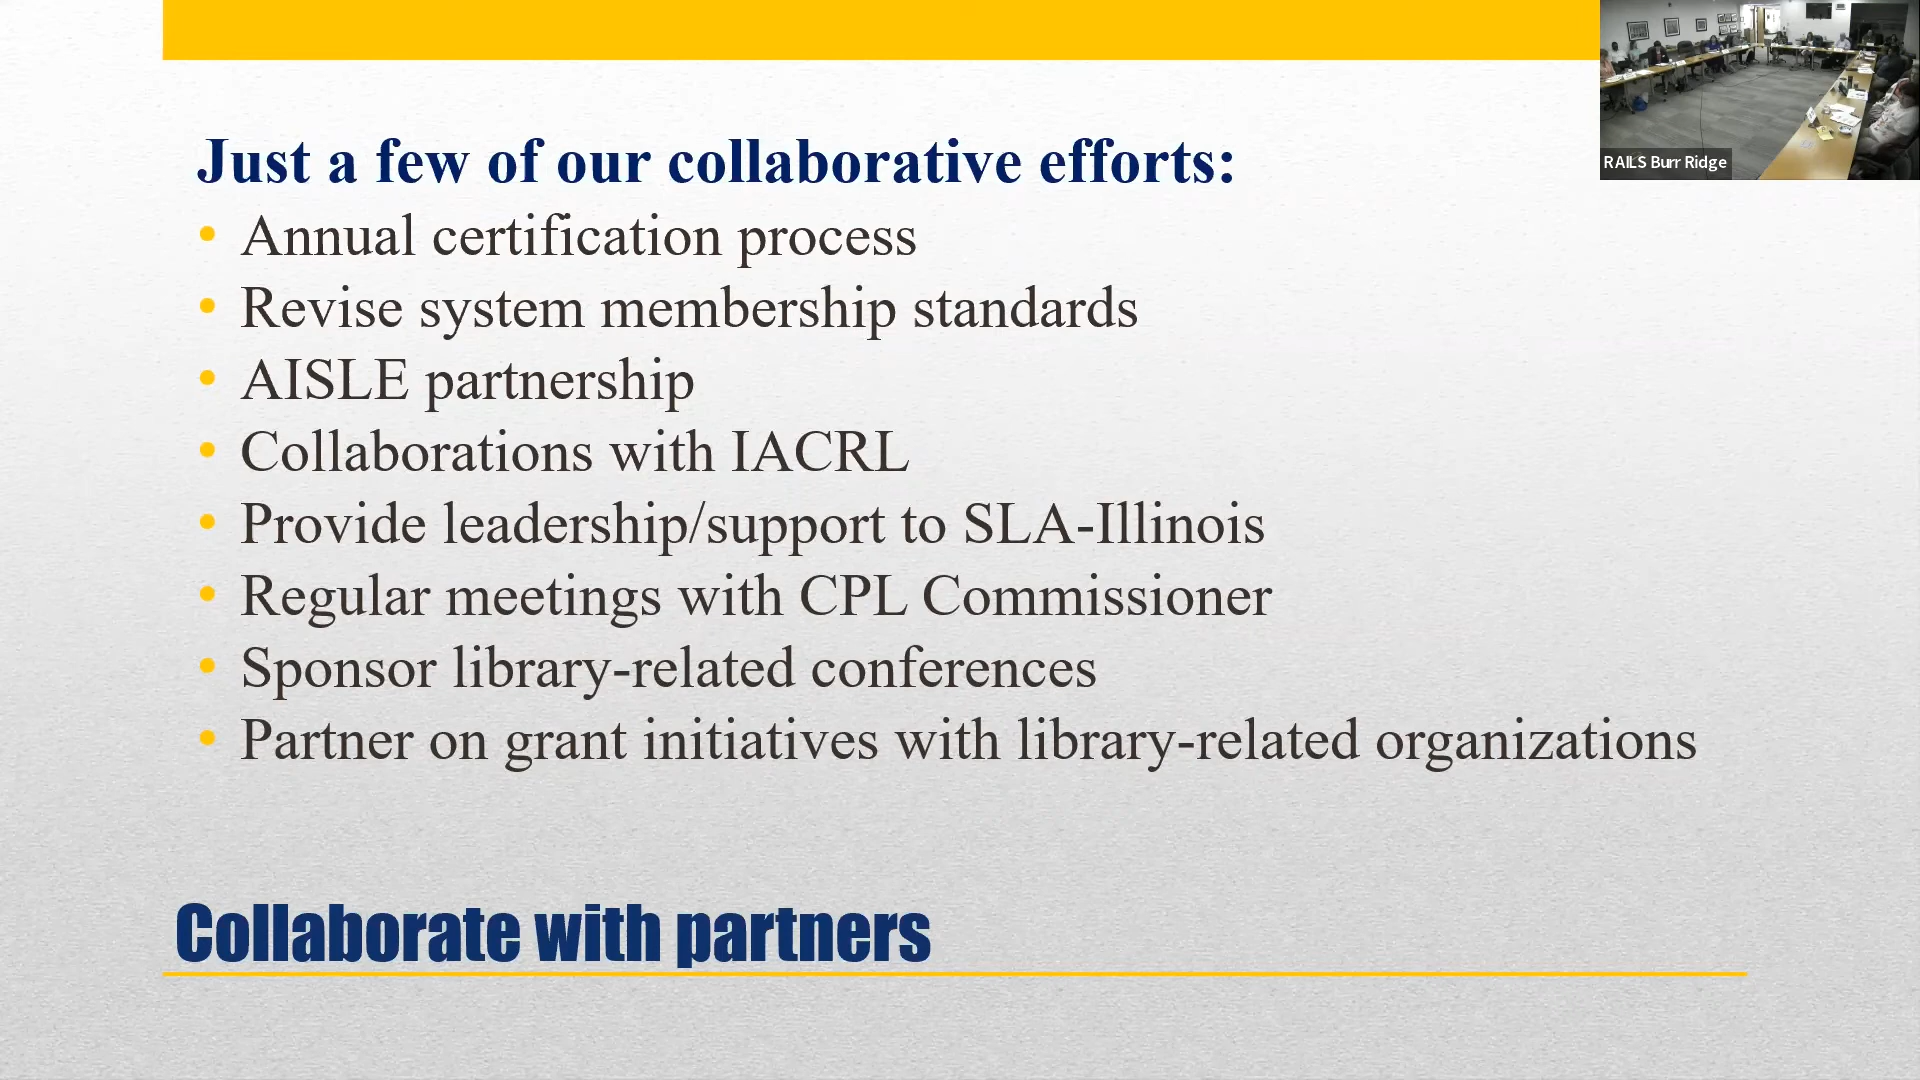 RAILS Burr Ridge
Just a few of our collaborative efforts:
• Annual certification process
• Revise system membership standards
• AISLE partnership
• Collaborations with IACRL
• Provide leadership/support to SLA-Illinois
• Regular meetings with CPL Commissioner
• Sponsor library-related conferences
• Partner on grant initiatives with library-related organizations
Collaborate with partners